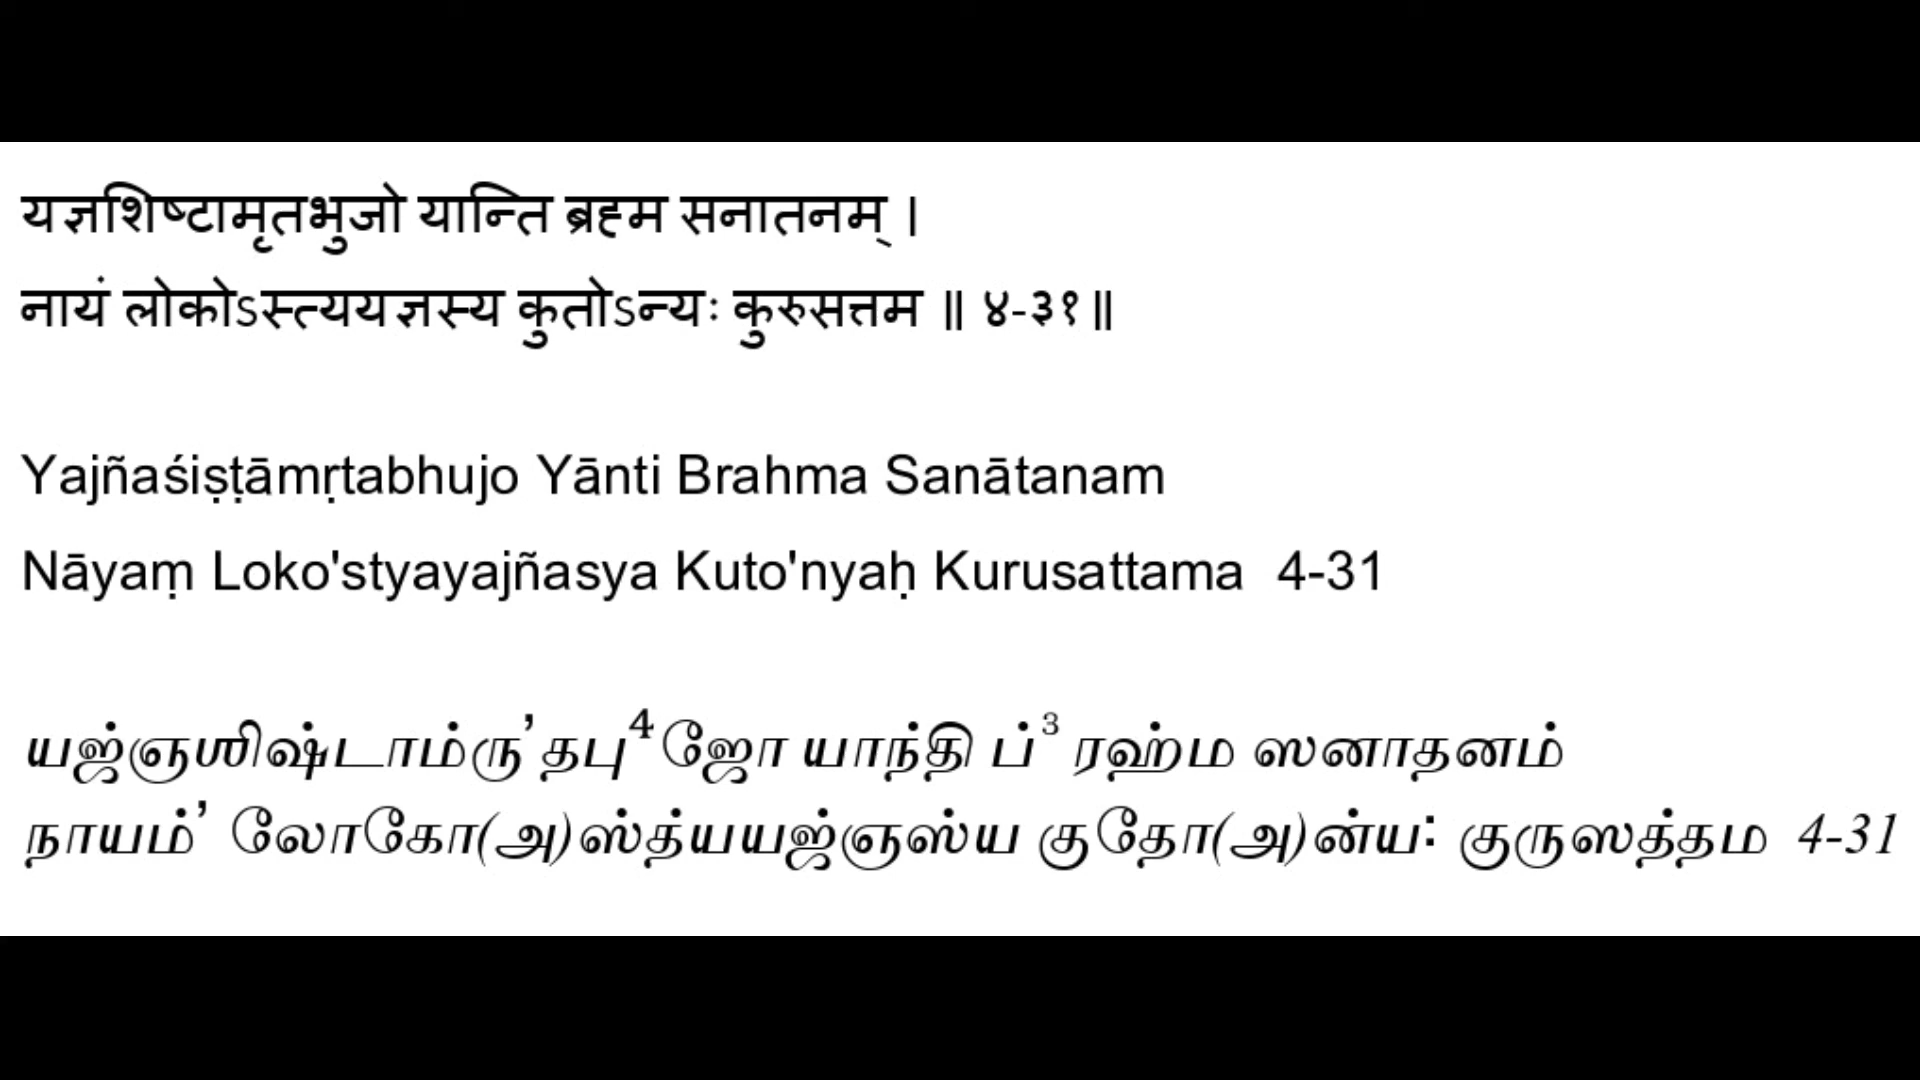 यज्ञशिष्टामृतभुजो यान्ति ब्रह्म सनातनम् ।
नायं लोकोऽस्त्ययज्ञस्य कुतोऽन्यः कुरुसत्तम ॥ ४-३१॥
Yajñaśiṣṭāmṛtabhujo Yānti Brahma Sanātanam
Nāyaṃ Loko'styayajñasya Kuto'nyaḥ Kurusattama 4-31
யஜ்ஞஶிஷ்டாம்ரு’தபு⁴ஜோ யாந்தி ப்³ரஹ்ம ஸனாதனம்
நாயம்’ லோகோ(அ)ஸ்த்யயஜ்ஞஸ்ய குதோ(அ)ன்ய: குருஸத்தம 4-31